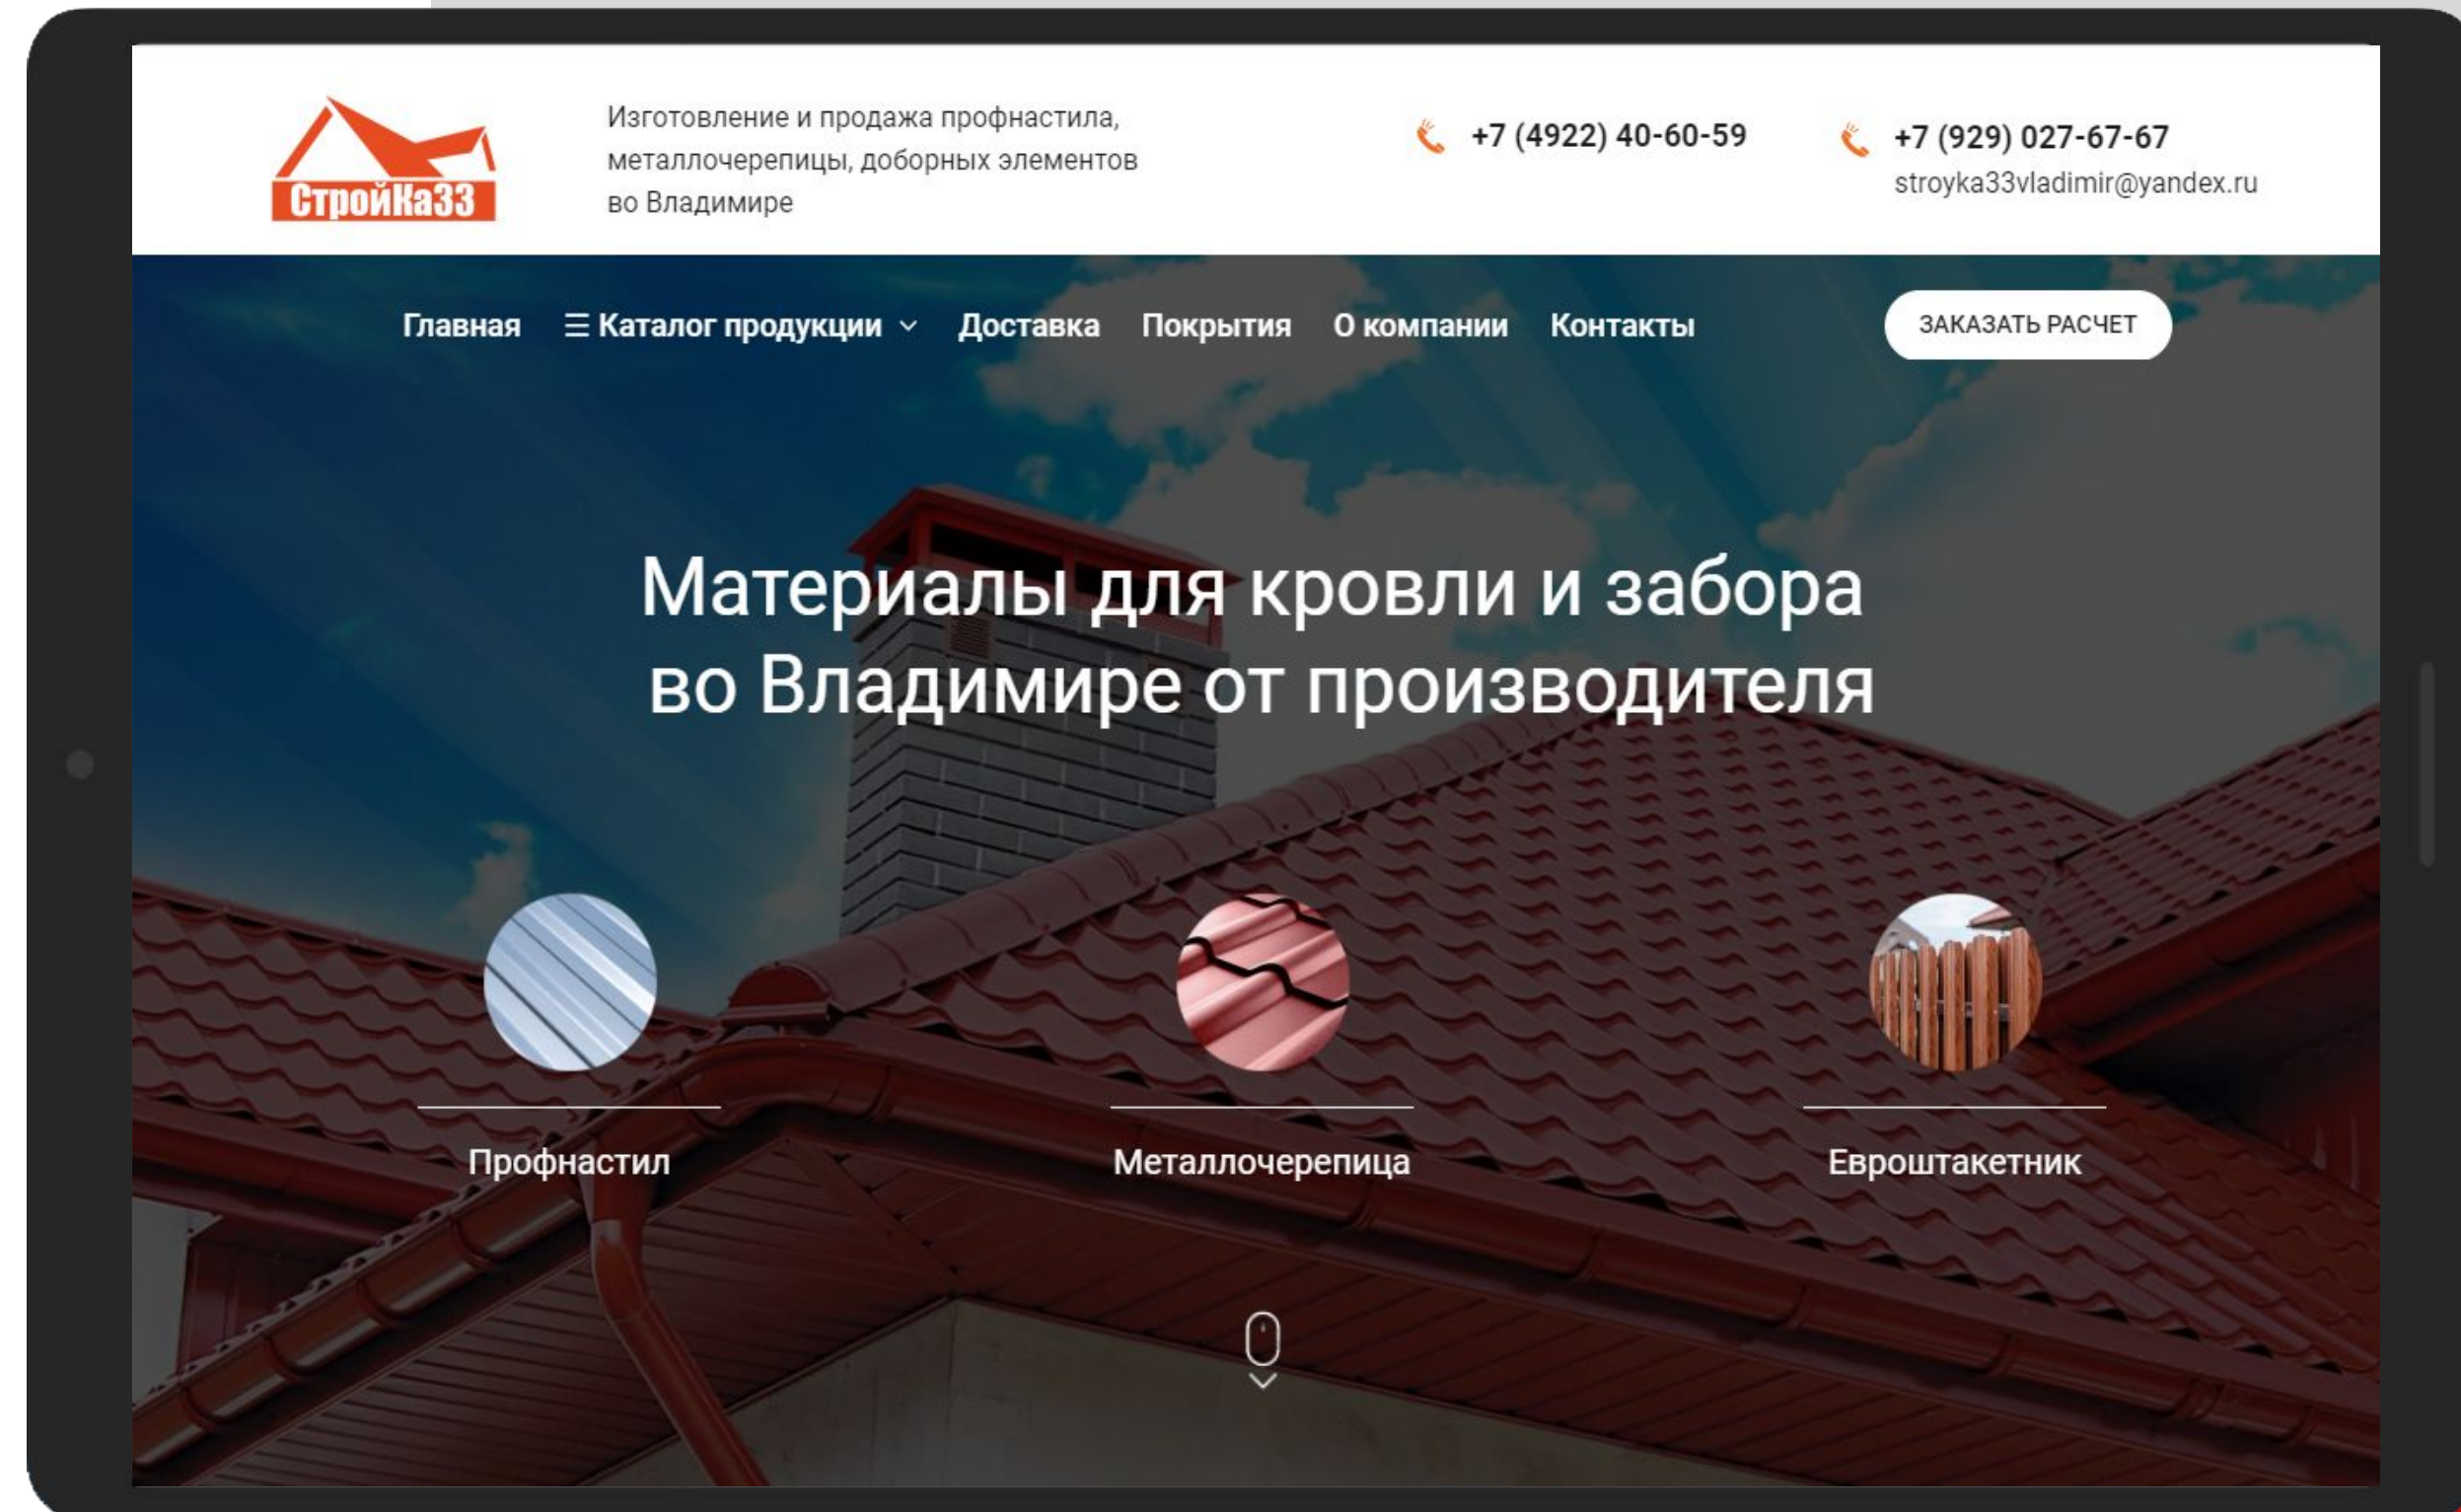 СтройКа33
Изготовление и продажа профнастила,
металлочерепицы, доборных элементов
во Владимире
+7 (4922) 40-60-59
+7 (929) 027-67-67
stroyka33vladimir@yandex.ru
Главная ☰ Каталог продукции Доставка Покрытия О компании Контакты ЗАКАЗАТЬ РАСЧЕТ
Материалы для кровли и забора
во Владимире от производителя
Профнастил Металлочерепица Евроштакетник